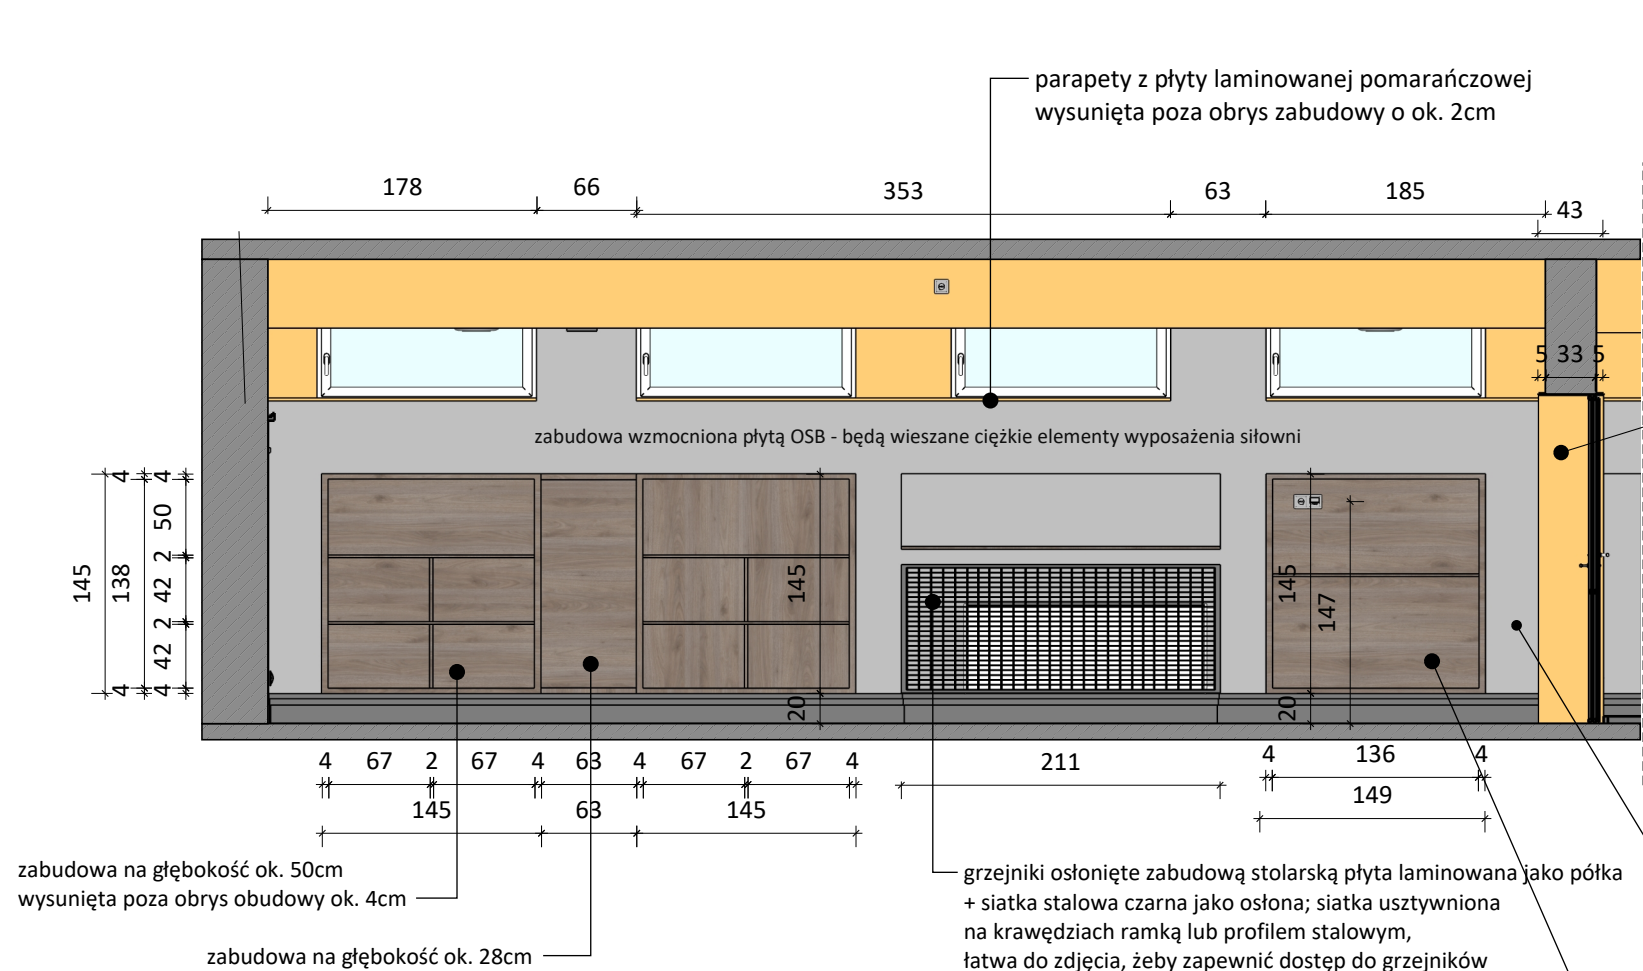 parapety z płyty laminowanej pomarańczowej
wysunięta poza obrys zabudowy o ok. 2cm
178 66 353 63 185 43
5 33 5
zabudowa wzmocniona płytą OSB - będą wieszane ciężkie elementy wyposażenia siłowni
145
4 138 4
4 50 2 42 2 42 4
145
20
145
20
147
4 67 2 67 4 63 4 67 2 67 4
145 63 145
211
4 136 4
149
zabudowa na głębokość ok. 50cm
wysunięta poza obrys obudowy ok. 4cm
zabudowa na głębokość ok. 28cm
grzejniki osłonięte zabudową stolarską płyta laminowana jako półka
+ siatka stalowa czarna jako osłona; siatka usztywniona
na krawędziach ramką lub profilem stalowym,
łatwa do zdjęcia, żeby zapewnić dostęp do grzejników